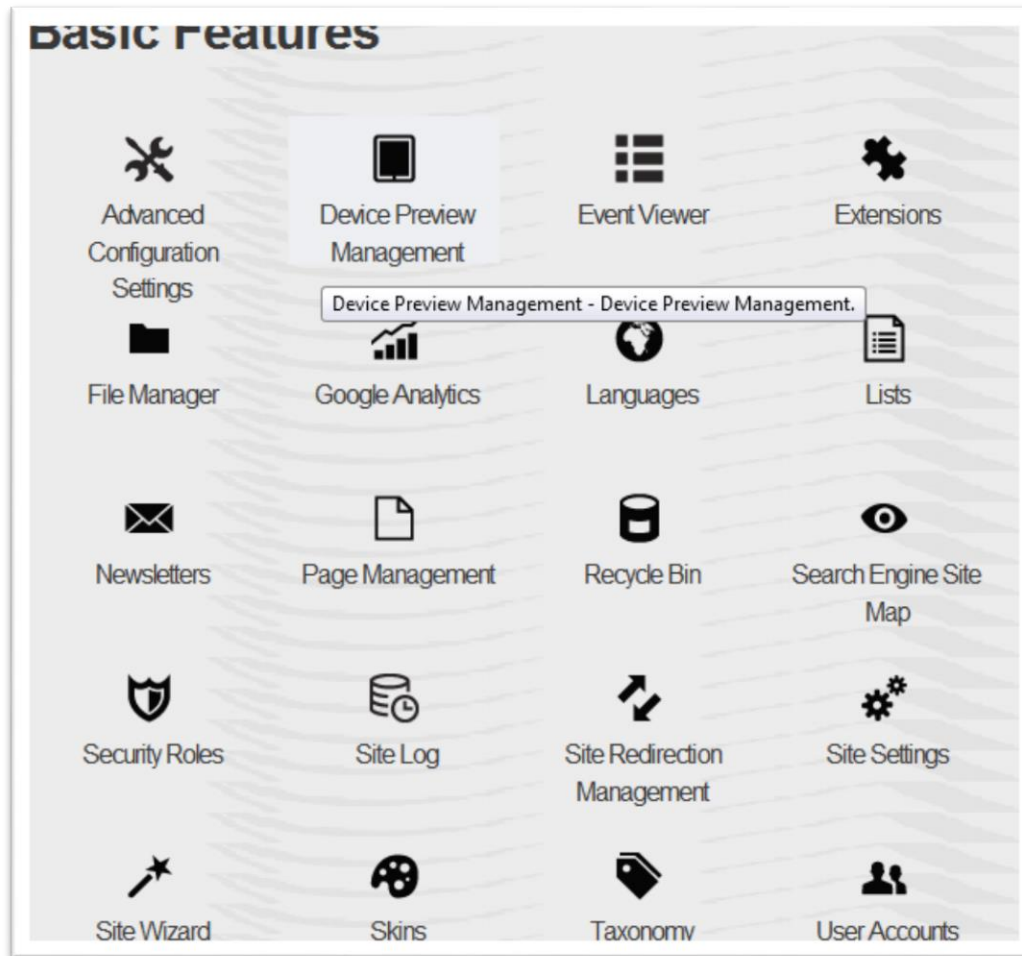 Basic Features
Advanced
Configuration
Settings
Device Preview
Management
Event Viewer
Extensions
Device Preview Management - Device Preview Management.
File Manager
Google Analytics
Languages
Lists
Newsletters
Page Management
Recycle Bin
Search Engine Site
Map
Security Roles
Site Log
Site Redirection
Management
Site Settings
Site Wizard
Skins
Taxonomy
User Accounts